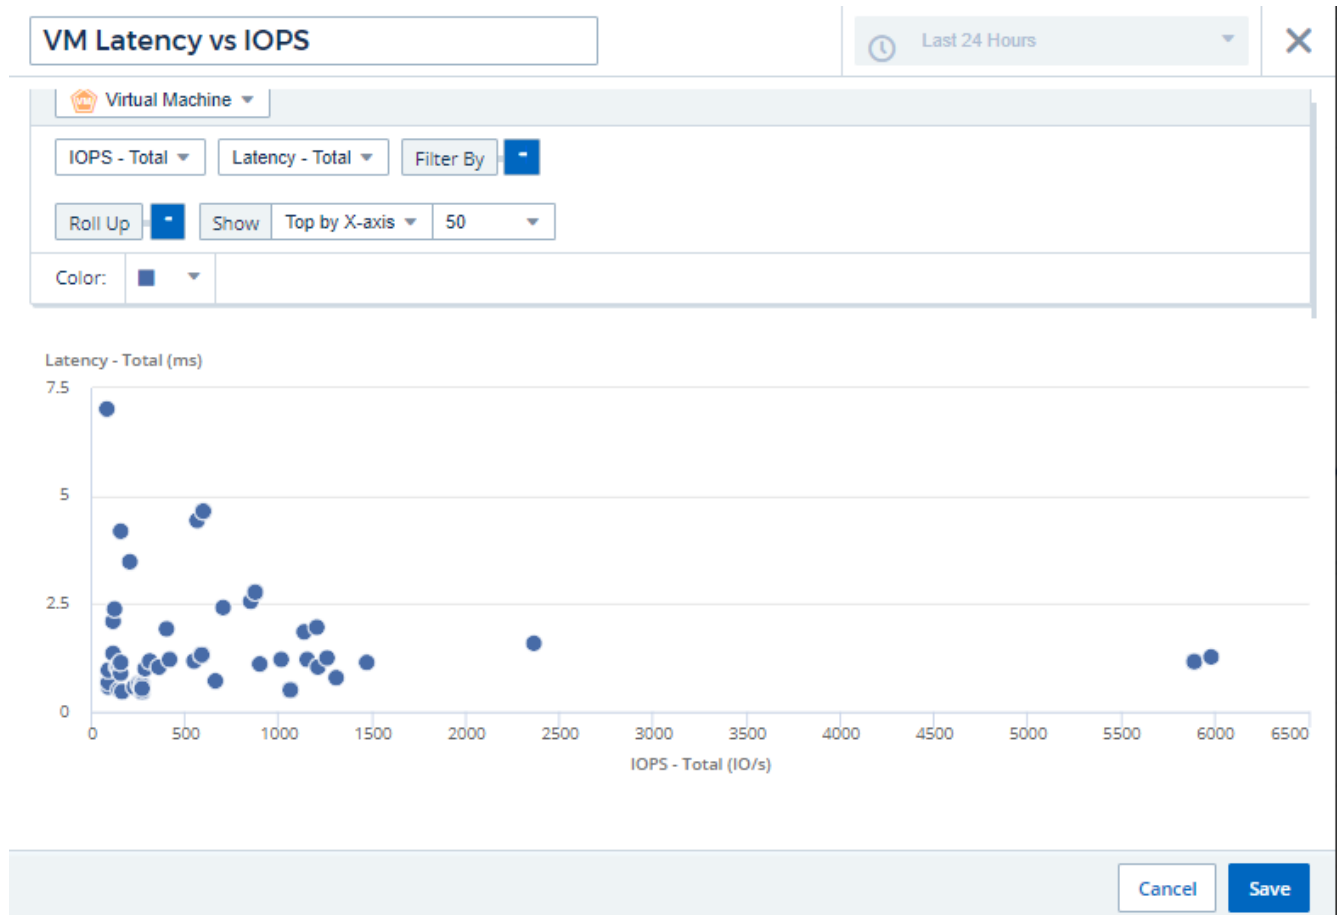 VM Latency vs IOPS
Last 24 Hours
VM Virtual Machine
IOPS - Total Latency - Total Filter By -
Roll Up - Show Top by X-axis 50
Color:
Latency - Total (ms)
7.5
5
2.5
0
0 500 1000 1500 2000 2500 3000 3500 4000 4500 5000 5500 6000 6500
IOPS - Total (IO/s)
Cancel Save